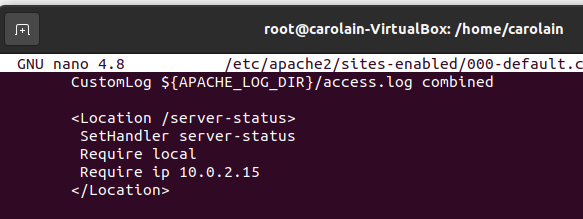 root@carolain-VirtualBox: /home/carolain
GNU nano 4.8 /etc/apache2/sites-enabled/000-default.c
CustomLog ${APACHE_LOG_DIR}/access.log combined
<Location /server-status>
SetHandler server-status
Require local
Require ip 10.0.2.15
</Location>